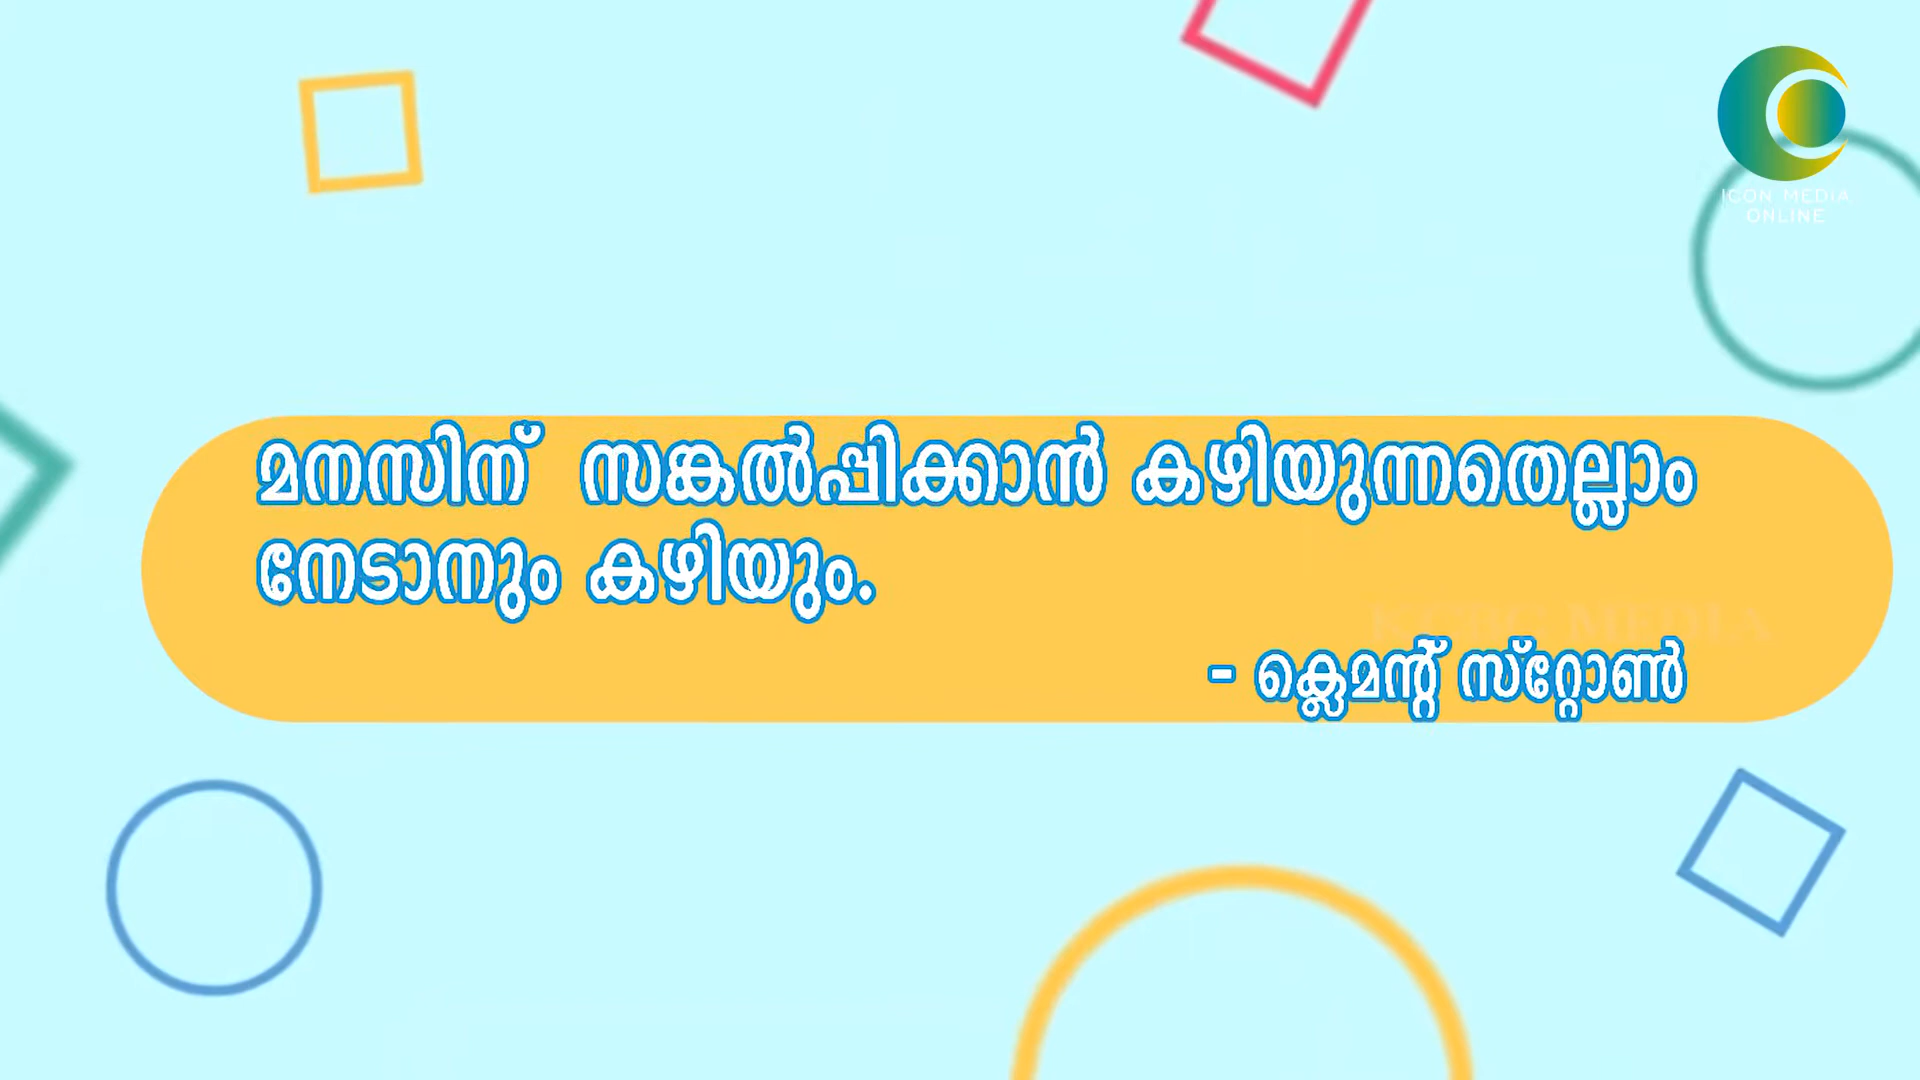 ICON MEDIA
ONLINE
മനസിന്  സങ്കൽപ്പിക്കാൻ കഴിയുന്നതെല്ലാം
നേടാനും കഴിയും.
- ക്ലെമന്റ് സ്റ്റോൺ